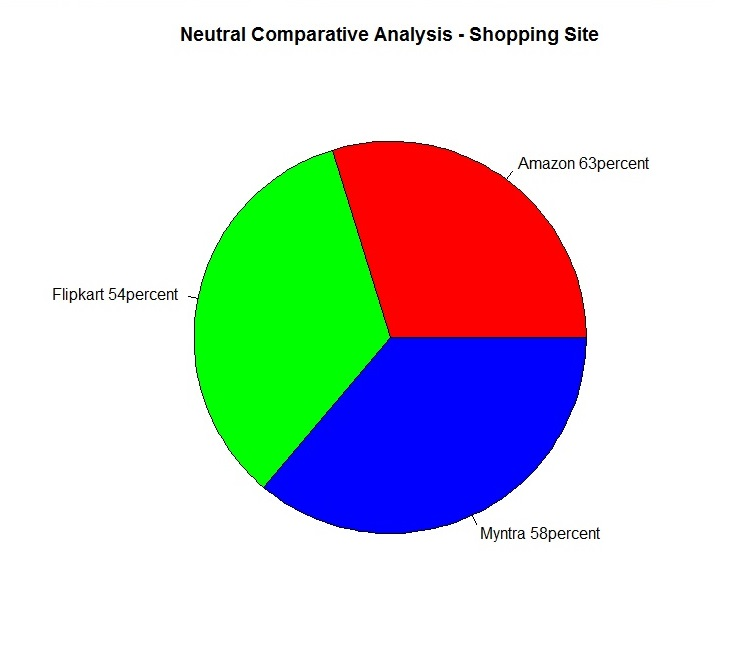 Neutral Comparative Analysis - Shopping Site
Amazon 63percent
Flipkart 54percent
Myntra 58percent